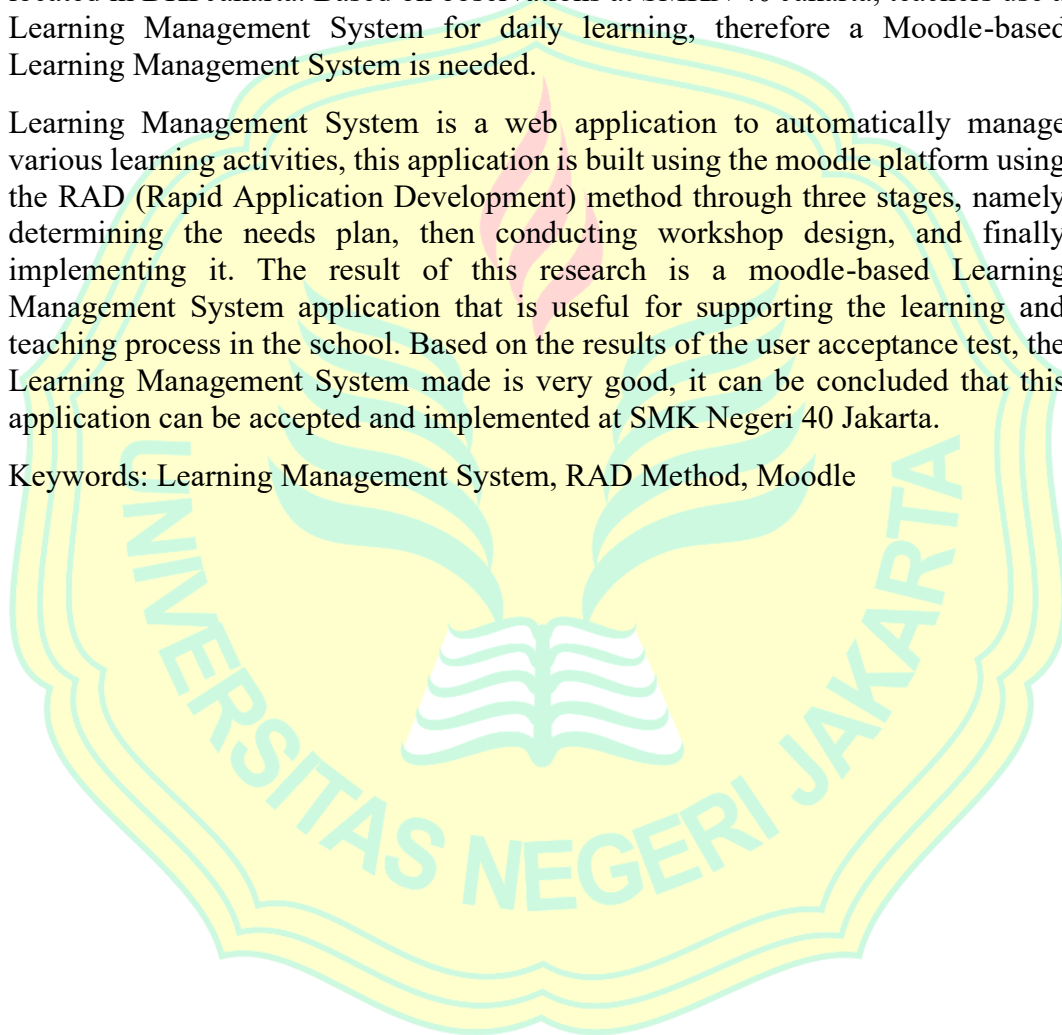 Learning Management System for daily learning, therefore a Moodle-based
Learning Management System is needed.
Learning Management System is a web application to automatically manage
various learning activities, this application is built using the moodle platform using
the RAD (Rapid Application Development) method through three stages, namely
determining the needs plan, then conducting workshop design, and finally
implementing it. The result of this research is a moodle-based Learning
Management System application that is useful for supporting the learning and
teaching process in the school. Based on the results of the user acceptance test, the
Learning Management System made is very good, it can be concluded that this
application can be accepted and implemented at SMK Negeri 40 Jakarta.
Keywords: Learning Management System, RAD Method, Moodle
UNIVERSITAS NEGERI JAKARTA